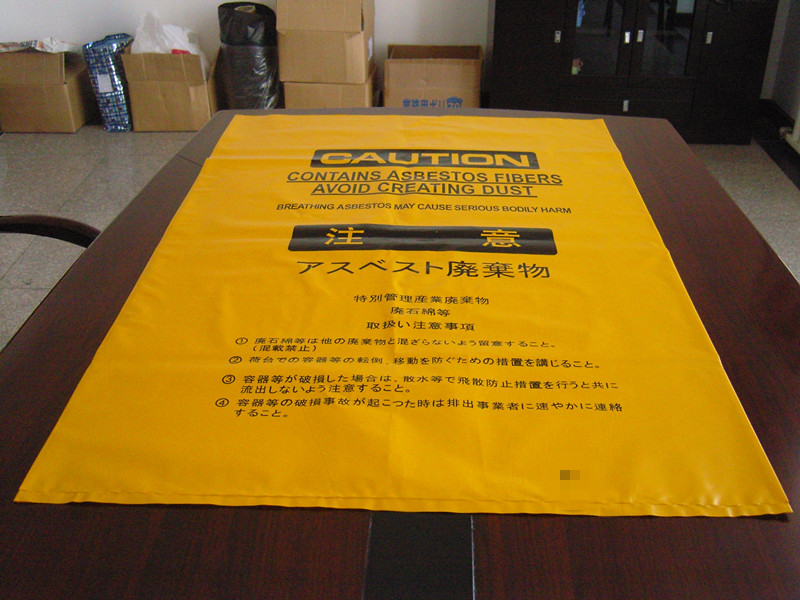 CAUTION
CONTAINS ASBESTOS FIBERS
AVOID CREATING DUST
BREATHING ASBESTOS MAY CAUSE SERIOUS BODILY HARM
注意
アスベスト廃棄物
特別管理産業廃棄物
廃石綿等
取扱い注意事項
① 廃石綿等は他の廃棄物と混ざらないよう留意すること。
(混載禁止)
② 荷台での容器等の転倒、移動を防ぐための措置を講じること。
③ 容器等が破損した場合は、散水等で飛散防止措置を行うと共に
流出しないよう注意すること。
④ 容器等の破損事故が起こつた時は排出事業者に速やかに連絡
すること。